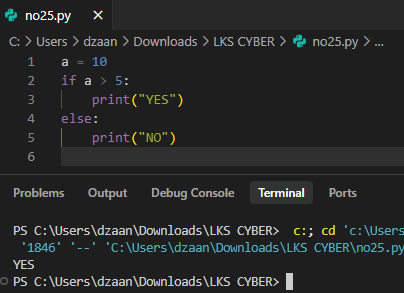 no25.py ×
C: > Users > dzaan > Downloads > LKS CYBER > no25.py > ...
1 a = 10
2 if a > 5:
3     print("YES")
4 else:
5     print("NO")
6
Problems Output Debug Console Terminal Ports
PS C:\Users\dzaan\Downloads\LKS CYBER>  c:; cd 'c:\Users
 '1846' '--' 'C:\Users\dzaan\Downloads\LKS CYBER\no25.py
YES
PS C:\Users\dzaan\Downloads\LKS CYBER>